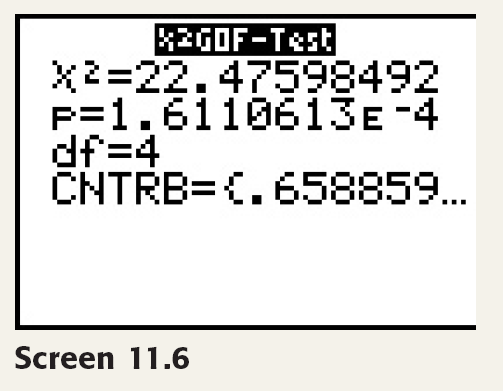 χ²GOF-Test
χ²=22.47598492
P=1.6110613E⁻4
df=4
CNTRB={.658859…
Screen 11.6